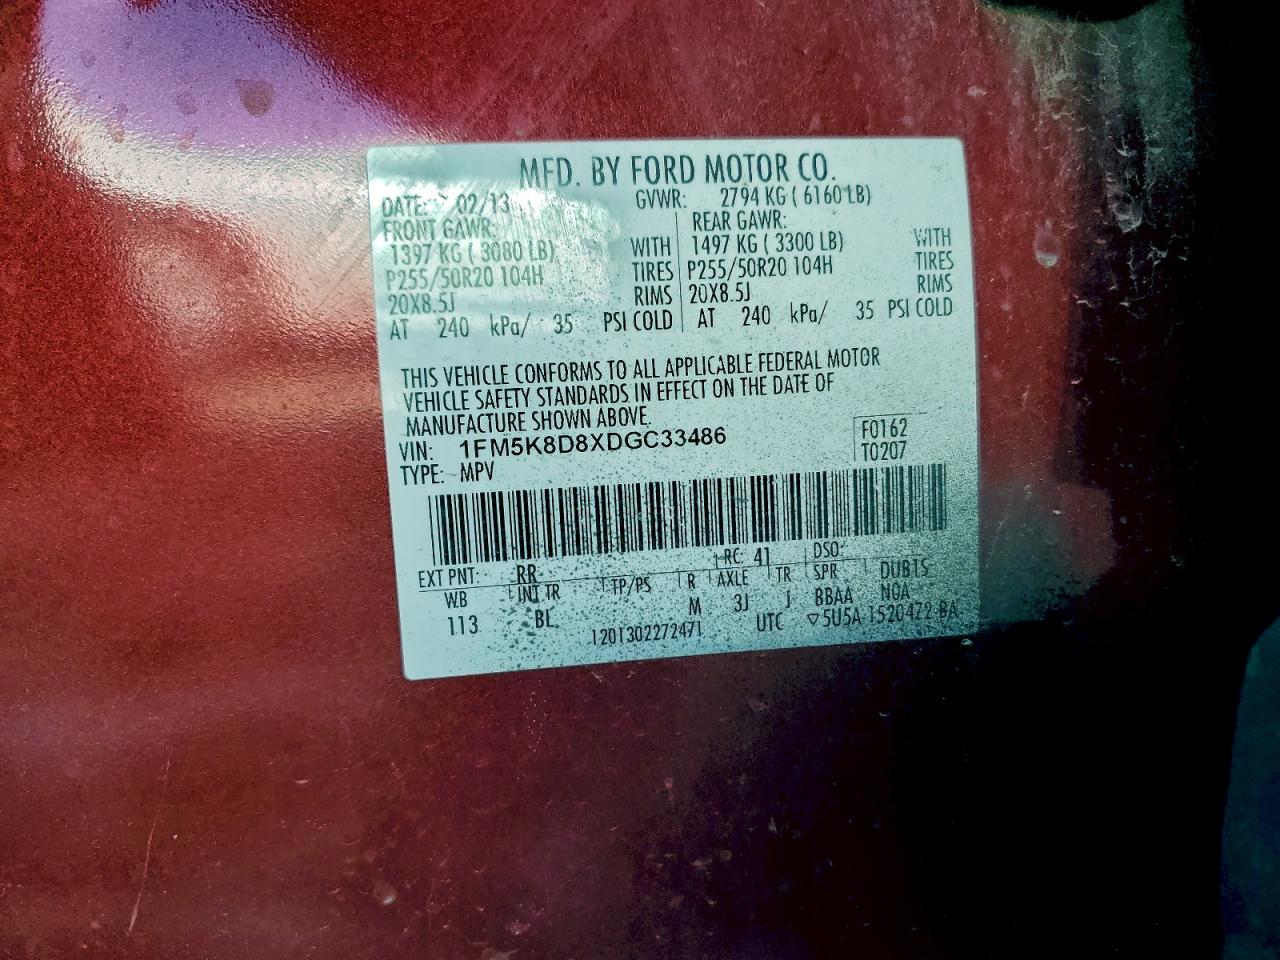 MFD. BY FORD MOTOR CO.
DATE: 02/13 GVWR: 2794 KG ( 6160 LB)
FRONT GAWR: REAR GAWR:
1397 KG ( 3080 LB) WITH 1497 KG ( 3300 LB) WITH
P255/50R20 104H TIRES P255/50R20 104H TIRES
20X8.5J RIMS 20X8.5J RIMS
AT 240 kPa/ 35 PSI COLD AT 240 kPa/ 35 PSI COLD
THIS VEHICLE CONFORMS TO ALL APPLICABLE FEDERAL MOTOR
VEHICLE SAFETY STANDARDS IN EFFECT ON THE DATE OF
MANUFACTURE SHOWN ABOVE.
VIN: 1FM5K8D8XDGC33486 F0162
TYPE: MPV T0207
EXT PNT: RR RC: 41 DSO:
WB INT TR TP/PS R AXLE TR SPR DUBTS
113 BL M 3J J BBAA NOA
1201302272471 UTC ▽5U5A 1520472 BA